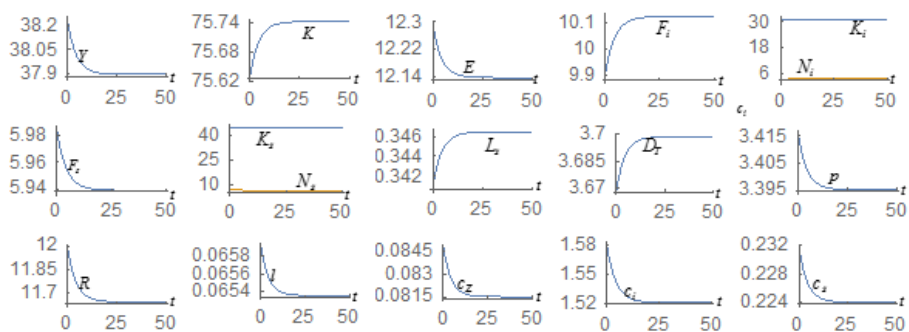 38.2 75.74 12.3 10.1 30
38.05 Y 75.68 K 12.22 E 10 F_i 18 K_i
37.9 75.62 12.14 9.9 6 N_i
0 25 50 t 0 25 50 t 0 25 50 t 0 25 50 t 0 25 50 t
c_i
5.98 40 0.346 3.7 3.415
5.96 F_s 25 K_s 0.344 L_s 3.685 D_T 3.405
5.94 10 N_s 0.342 3.67 3.395 p
0 25 50 t 0 25 50 t 0 25 50 t 0 25 50 t 0 25 50 t
12 0.0658 0.0845 1.58 0.232
11.85 R 0.0656 l 0.083 c_Z 1.55 c_i 0.228 c_s
11.7 0.0654 0.0815 1.52 0.224
0 25 50 t 0 25 50 t 0 25 50 t 0 25 50 t 0 25 50 t